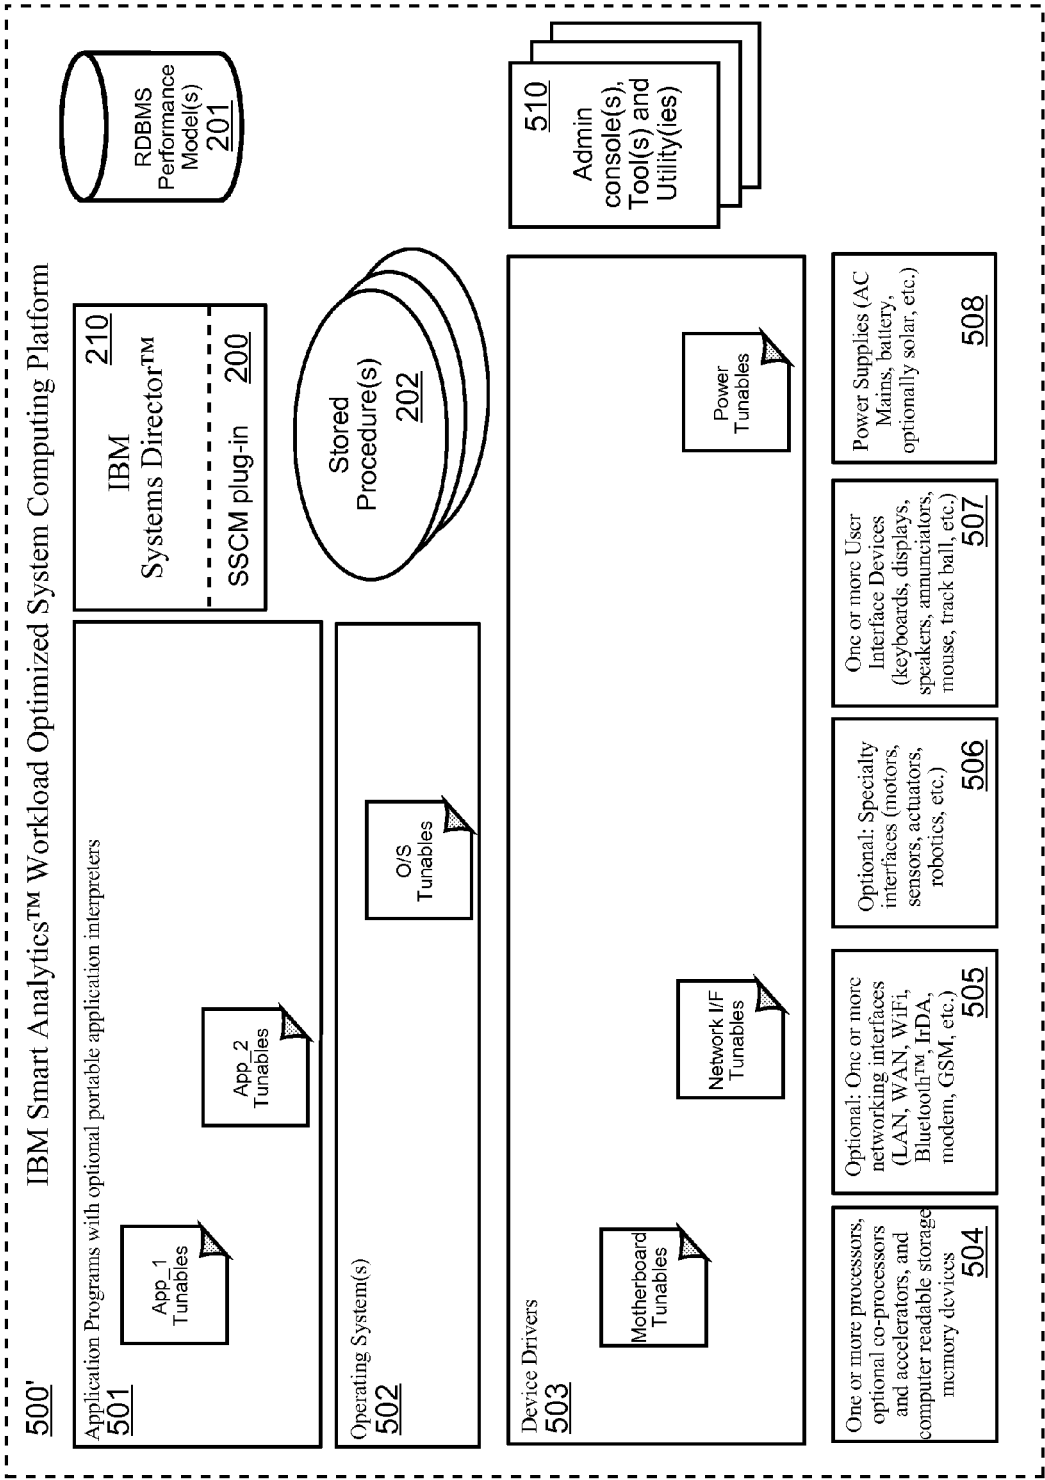 IBM Smart Analytics™ Workload Optimized System Computing Platform
500'
Application Programs with optional portable application interpreters
501
App_1
Tunables
App_2
Tunables
IBM
Systems Director™
210
SSCM plug-in
200
RDBMS
Performance
Model(s)
201
Operating System(s)
502
O/S
Tunables
Stored
Procedure(s)
202
Device Drivers
503
Motherboard
Tunables
Network I/F
Tunables
Power
Tunables
510
Admin
console(s),
Tool(s) and
Utility(ies)
One or more processors,
optional co-processors
and accelerators, and
computer readable storage
memory devices
504
Optional: One or more
networking interfaces
(LAN, WAN, WiFi,
Bluetooth™, IrDA,
modem, GSM, etc.)
505
Optional: Specialty
interfaces (motors,
sensors, actuators,
robotics, etc.)
506
One or more User
Interface Devices
(keyboards, displays,
speakers, annunciators,
mouse, track ball, etc.)
507
Power Supplies (AC
Mains, battery,
optionally solar, etc.)
508